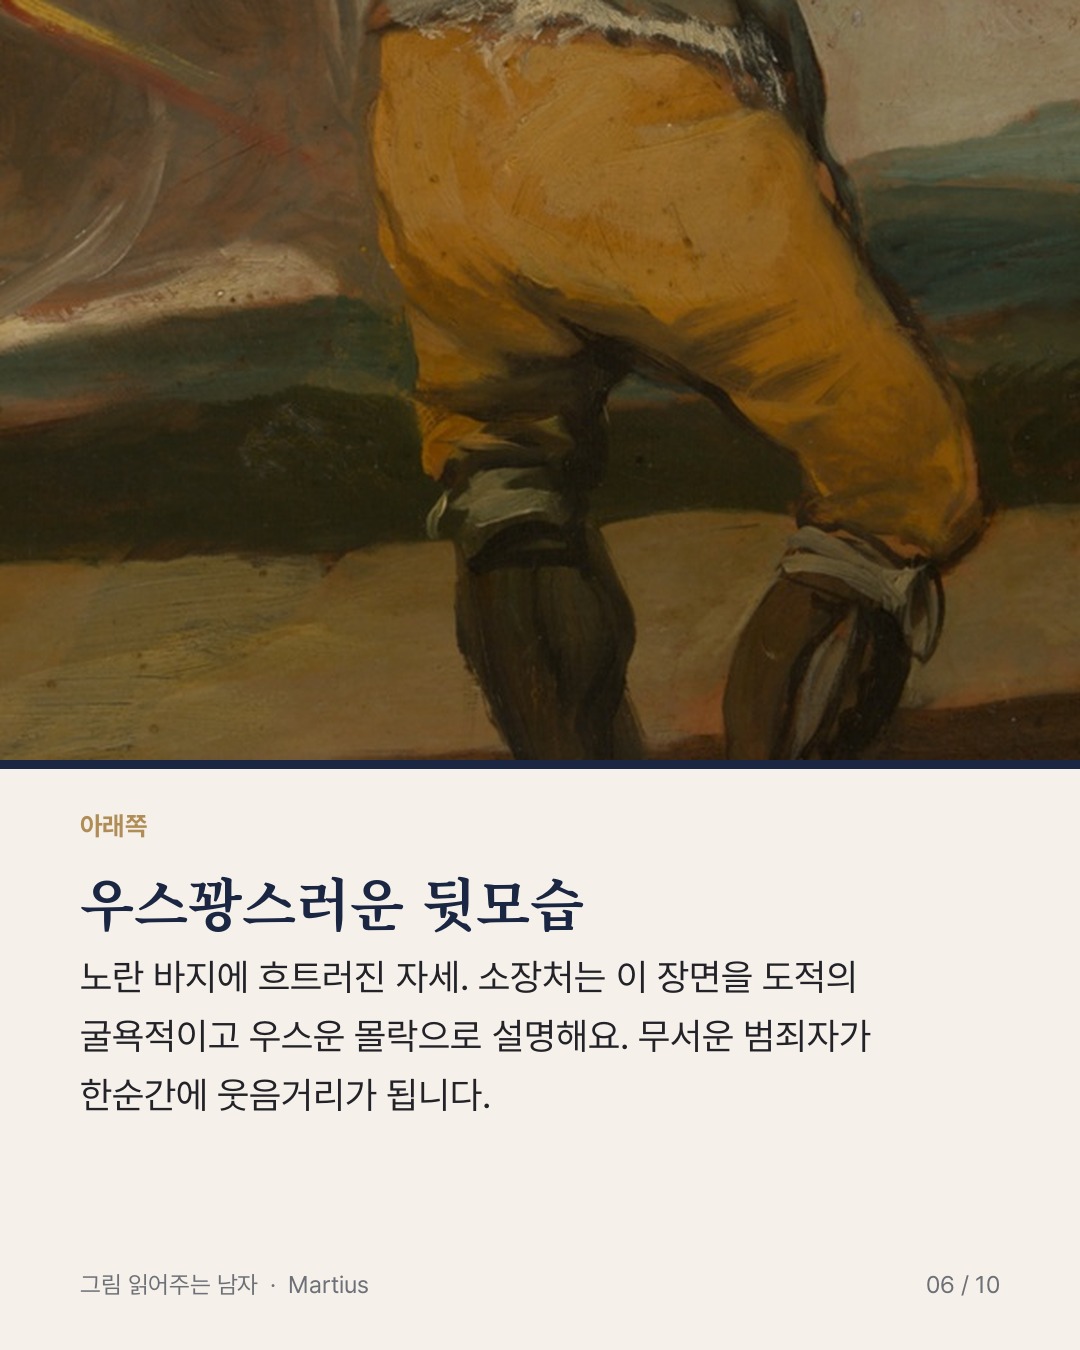 아래쪽
우스꽝스러운 뒷모습
노란 바지에 흐트러진 자세. 소장처는 이 장면을 도적의
굴욕적이고 우스운 몰락으로 설명해요. 무서운 범죄자가
한순간에 웃음거리가 됩니다.
그림 읽어주는 남자 · Martius
06 / 10